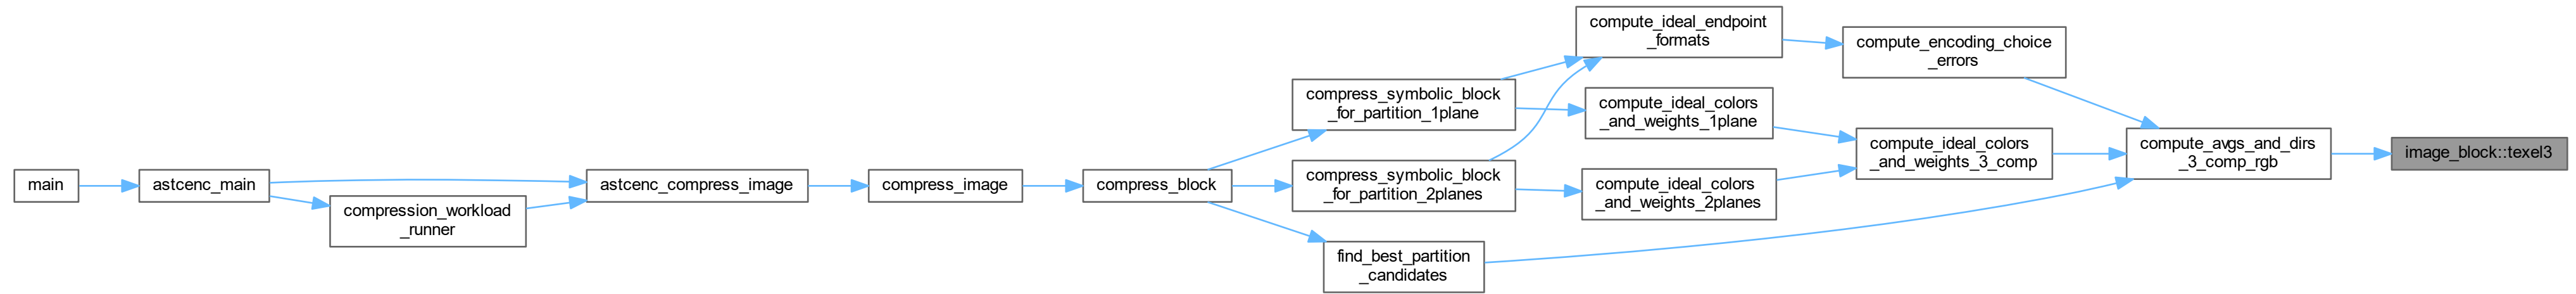 main
astcenc_main
compression_workload
_runner
astcenc_compress_image
compress_image
compress_block
compress_symbolic_block
_for_partition_1plane
compress_symbolic_block
_for_partition_2planes
find_best_partition
_candidates
compute_ideal_endpoint
_formats
compute_ideal_colors
_and_weights_1plane
compute_ideal_colors
_and_weights_2planes
compute_encoding_choice
_errors
compute_ideal_colors
_and_weights_3_comp
compute_avgs_and_dirs
_3_comp_rgb
image_block::texel3